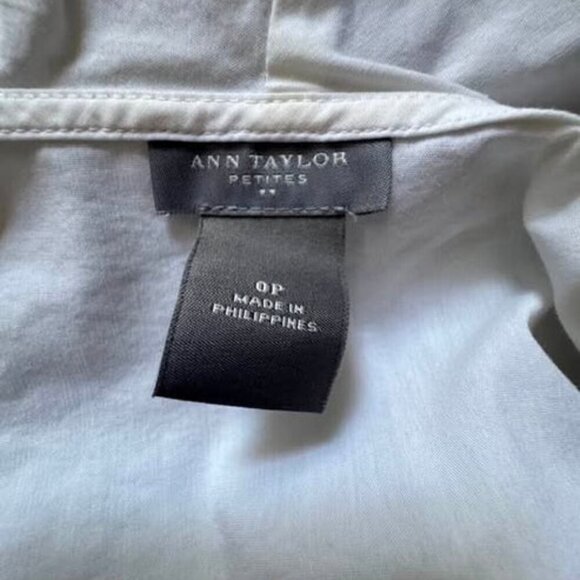 ANN TAYLOR
PETITES
0P
MADE IN
PHILIPPINES